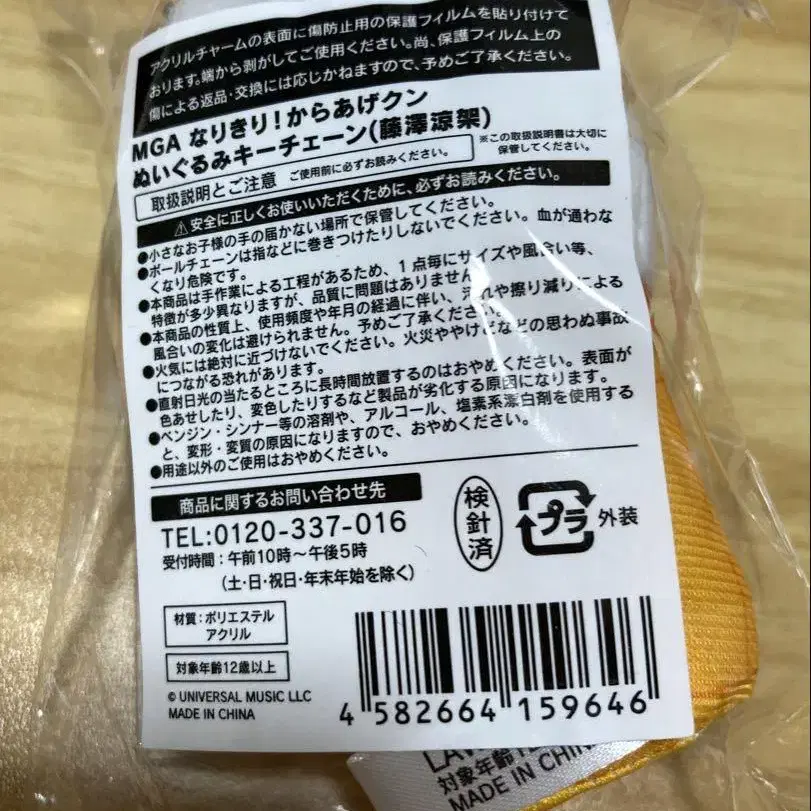 アクリルチャームの表面に傷防止用の保護フィルムを貼り付けて
おります。端から剥がしてご使用ください。尚、保護フィルム上の
傷による返品・交換には応じかねますので、予めご了承ください。
MGA なりきり!からあげクン
ぬいぐるみキーチェーン(藤澤涼架)
※この取扱説明書は大切に
保管してください。
取扱説明とご注意 ご使用前に必ずお読みください。
⚠安全に正しくお使いいただくために、必ずお読みください。
●小さなお子様の手の届かない場所で保管してください。
●ボールチェーンは指などに巻きつけたりしないでください。血が通わな
くなり危険です。
●本商品は手作業による工程があるため、1点毎にサイズや風合い等、
特徴が多少異なりますが、品質に問題はありません。
●本商品の性質上、使用頻度や年月の経過に伴い、汚れや擦り減りによる
風合いの変化は避けられません。予めご了承ください。
●火気には絶対に近づけないでください。火災ややけどなどの思わぬ事故
につながる恐れがあります。
●直射日光の当たるところに長時間放置するのはおやめください。表面が
色あせしたり、変色したりするなど製品が劣化する原因になります。
●ベンジン・シンナー等の溶剤や、アルコール、塩素系漂白剤を使用する
と、変形・変質の原因になりますので、おやめください。
●用途以外のご使用はおやめください。
商品に関するお問い合わせ先
TEL:0120-337-016
受付時間:午前10時~午後5時
(土・日・祝日・年末年始を除く)
検針済
プラ 外装
材質:ポリエステル
アクリル
対象年齢12歳以上
© UNIVERSAL MUSIC LLC
MADE IN CHINA
4 582664 159646
対象年齢
MADE IN CHIN